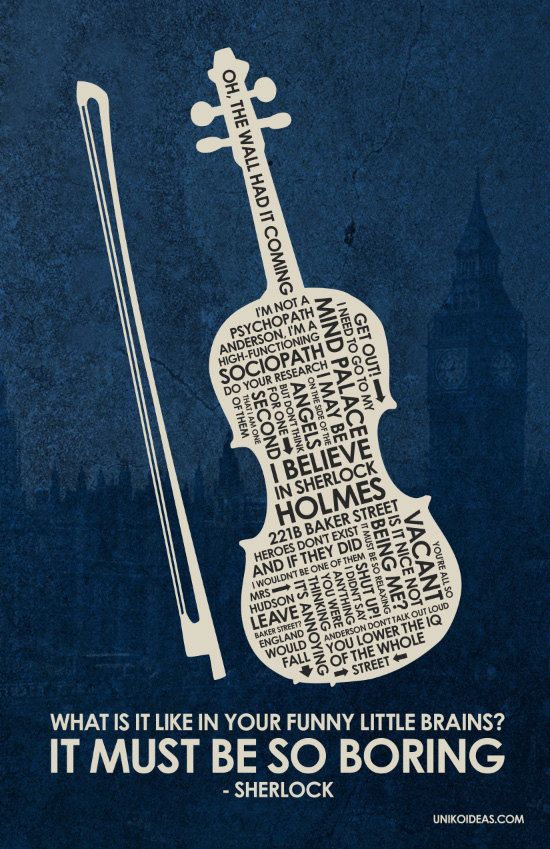 OH, THE WALL HAD IT COMING
I'M NOT A
PSYCHOPATH
ANDERSON, I'M A
HIGH-FUNCTIONING
SOCIOPATH
DO YOUR RESEARCH
GET OUT!
I NEED TO GO TO MY
MIND PALACE
I MAY BE
ON THE SIDE OF THE
ANGELS
BUT DON'T THINK
FOR ONE
SECOND
THAT I AM ONE
OF THEM
I BELIEVE
IN SHERLOCK
HOLMES
221B BAKER STREET
HEROES DON'T EXIST
AND IF THEY DID
I WOULDN'T BE ONE OF THEM
VACANT
YOU'RE ALL SO
IS IT NICE NOT
BEING ME?
IT MUST BE SO RELAXING
SHUT UP!
I DIDN'T SAY
ANYTHING
YOU WERE
THINKING
IT'S ANNOYING
MRS
HUDSON
LEAVE
BAKER STREET?
ENGLAND
WOULD
FALL
ANDERSON DON'T TALK OUT LOUD
YOU LOWER THE IQ
OF THE WHOLE
STREET
WHAT IS IT LIKE IN YOUR FUNNY LITTLE BRAINS?
IT MUST BE SO BORING
- SHERLOCK
UNIKOIDEAS.COM